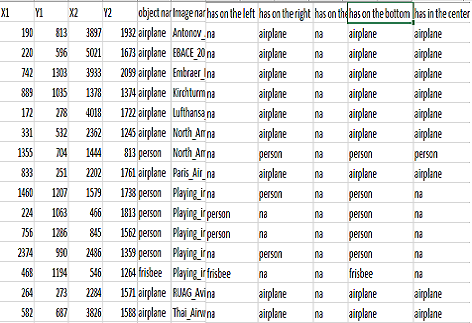 X1 Y1 X2 Y2 object nar Image nar has on the left has on the right has on the has on the bottom has in the center
190 813 3897 1932 airplane Antonov_ na airplane na airplane airplane
220 596 5021 1673 airplane EBACE_20 na airplane na airplane airplane
742 1303 3933 2099 airplane Embraer_ na airplane na airplane airplane
889 1035 1378 1374 airplane Kirchturm na airplane na airplane airplane
172 278 4018 1722 airplane Lufthansa na airplane na airplane airplane
331 532 2362 1245 airplane North_Am na airplane na airplane airplane
1355 704 1444 813 person North_Am na person na person person
833 251 2202 1761 airplane Paris_Air_ na airplane na airplane airplane
1460 1207 1579 1738 person Playing_ir na person na person na
224 1063 466 1813 person Playing_ir person na na person na
756 1286 845 1562 person Playing_ir person na na person na
2374 990 2486 1359 person Playing_ir na person na person na
468 1194 546 1264 frisbee Playing_ir frisbee na na frisbee na
264 273 2284 1571 airplane RUAG_Avi na airplane na airplane airplane
582 687 3826 1588 airplane Thai_Airw na airplane na airplane airplane